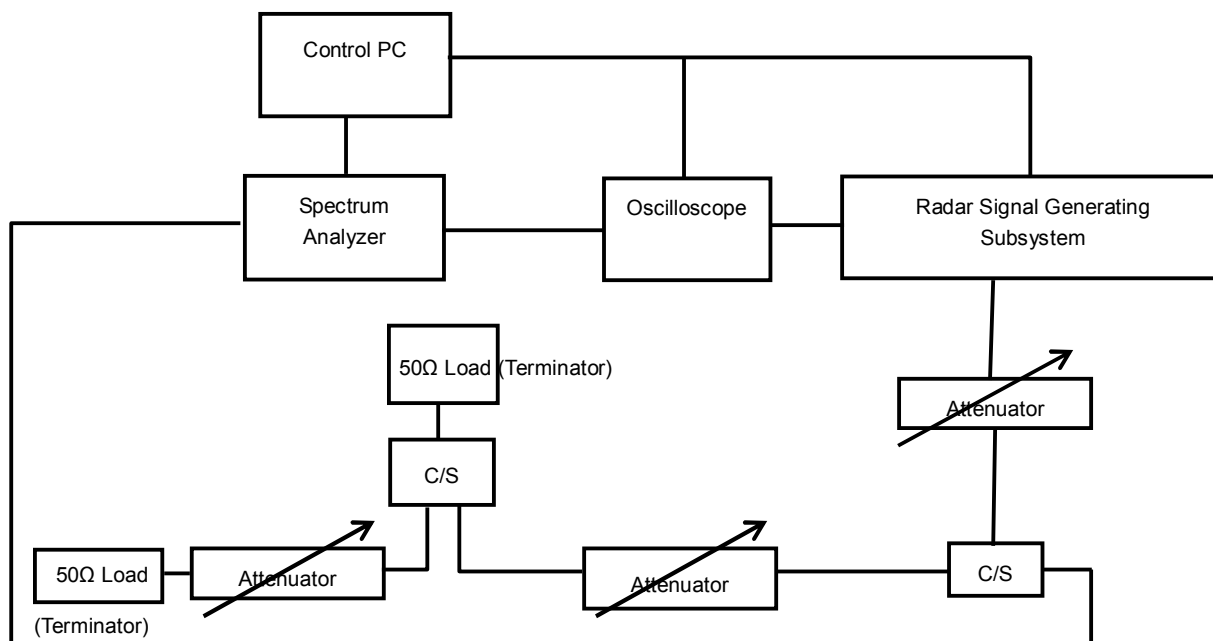 Control PC
Spectrum
Analyzer
Oscilloscope
Radar Signal Generating
Subsystem
50Ω Load (Terminator)
Attenuator
C/S
50Ω Load
(Terminator)
Attenuator
Attenuator
C/S